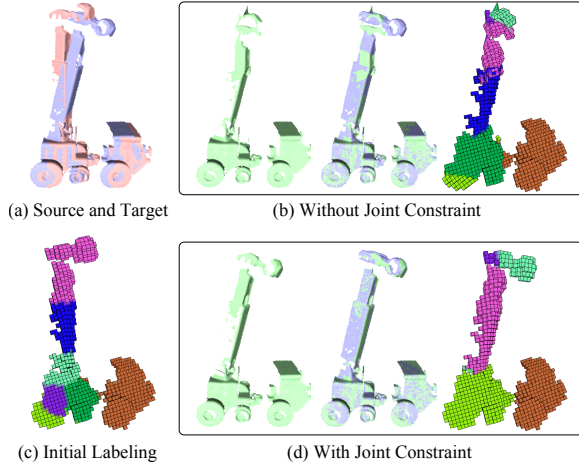 (a) Source and Target
(b) Without Joint Constraint
(c) Initial Labeling
(d) With Joint Constraint